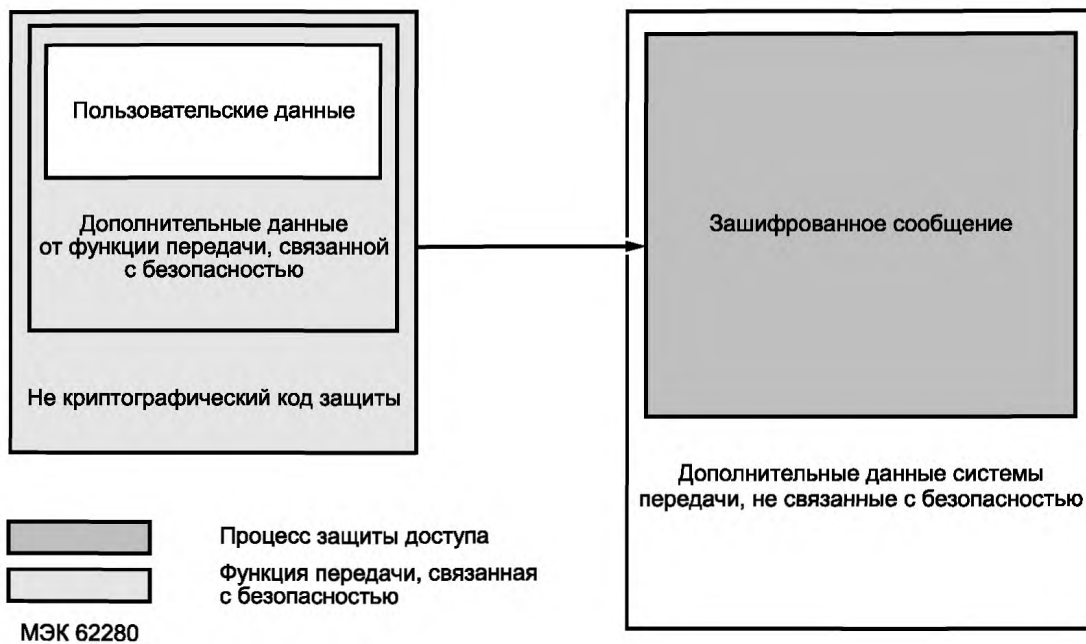 Пользовательские данные
Дополнительные данные
от функции передачи, связанной
с безопасностью
Не криптографический код защиты
Зашифрованное сообщение
Дополнительные данные системы
передачи, не связанные с безопасностью
Процесс защиты доступа
Функция передачи, связанная
с безопасностью
МЭК 62280